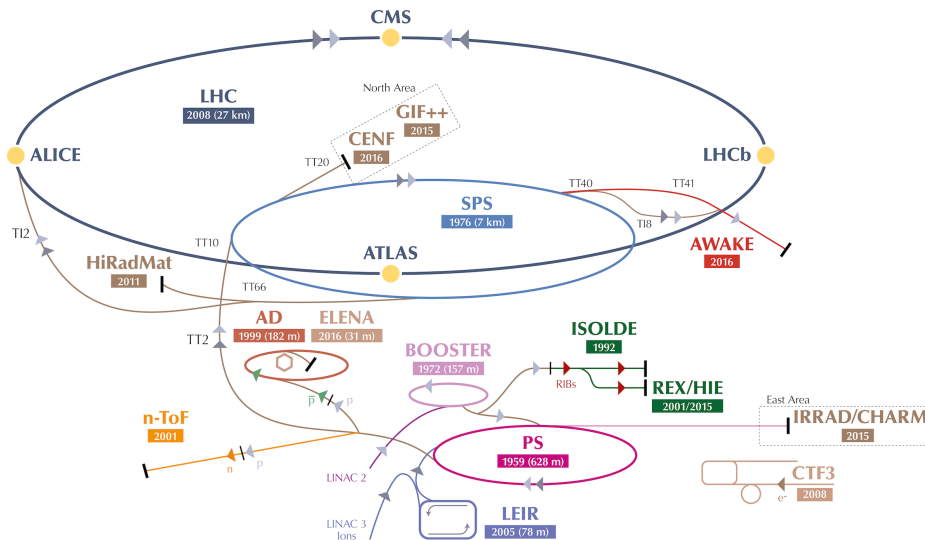 CMS
North Area
LHC
2008 (27 km)
GIF++
2015
CENF
2016
TT20
ALICE
LHCb
TT40
TT41
SPS
1976 (7 km)
TI8
TI2
TT10
AWAKE
2016
ATLAS
HiRadMat
2011
TT66
AD
1999 (182 m)
ELENA
2016 (31 m)
TT2
ISOLDE
1992
BOOSTER
1972 (157 m)
RIBs
REX/HIE
2001/2015
p̅
p
East Area
n-ToF
2001
IRRAD/CHARM
2015
PS
1959 (628 m)
n
p
LINAC 2
CTF3
2008
e-
LEIR
2005 (78 m)
LINAC 3
Ions